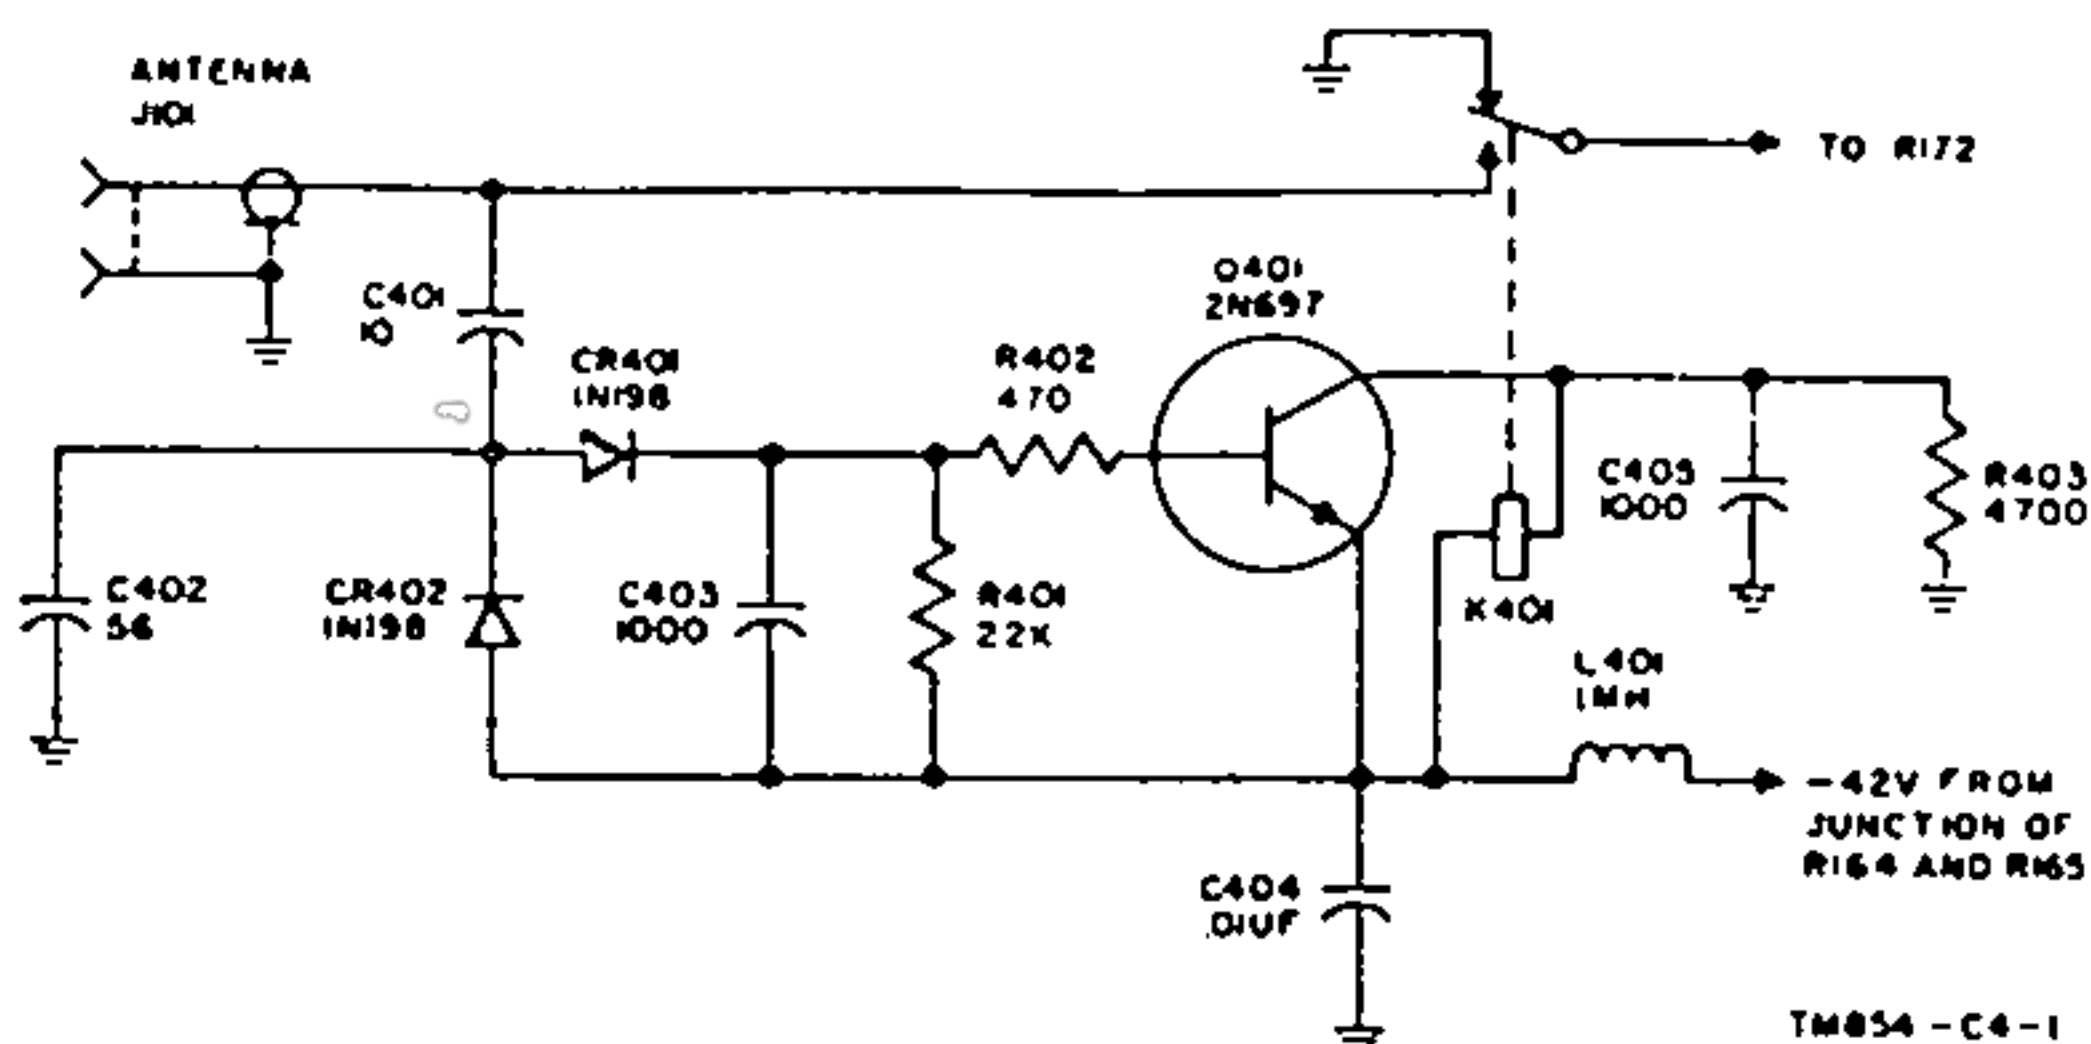 ANTENNA
J101
TO R172
C401
10
CR401
1N198
R402
470
Q401
2N697
C402
56
CR402
1N198
C403
1000
R401
22K
K401
C405
1000
R403
4700
L401
1MH
-42V FROM
JUNCTION OF
R164 AND R165
C404
.01UF
TM854-C4-1